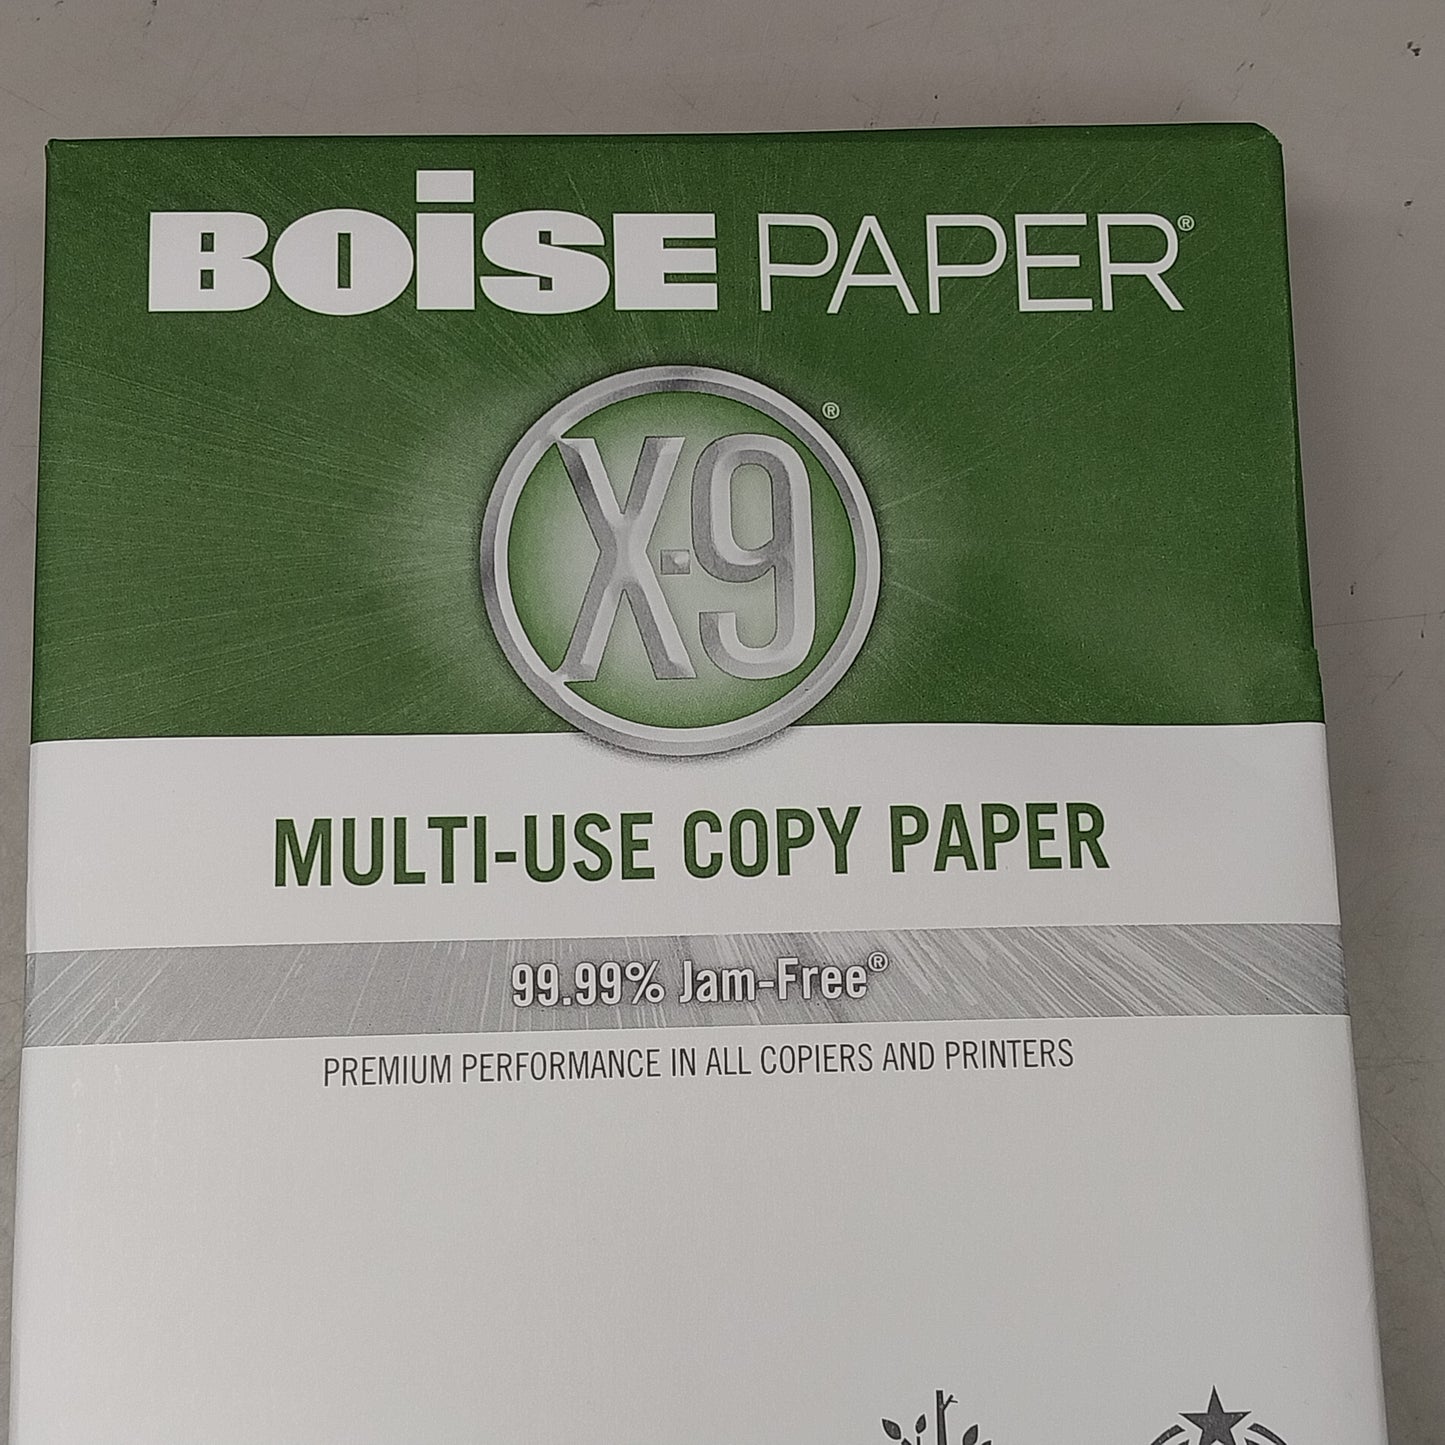 BOiSE PAPER®
X-9®
MULTI-USE COPY PAPER
99.99% Jam-Free®
PREMIUM PERFORMANCE IN ALL COPIERS AND PRINTERS